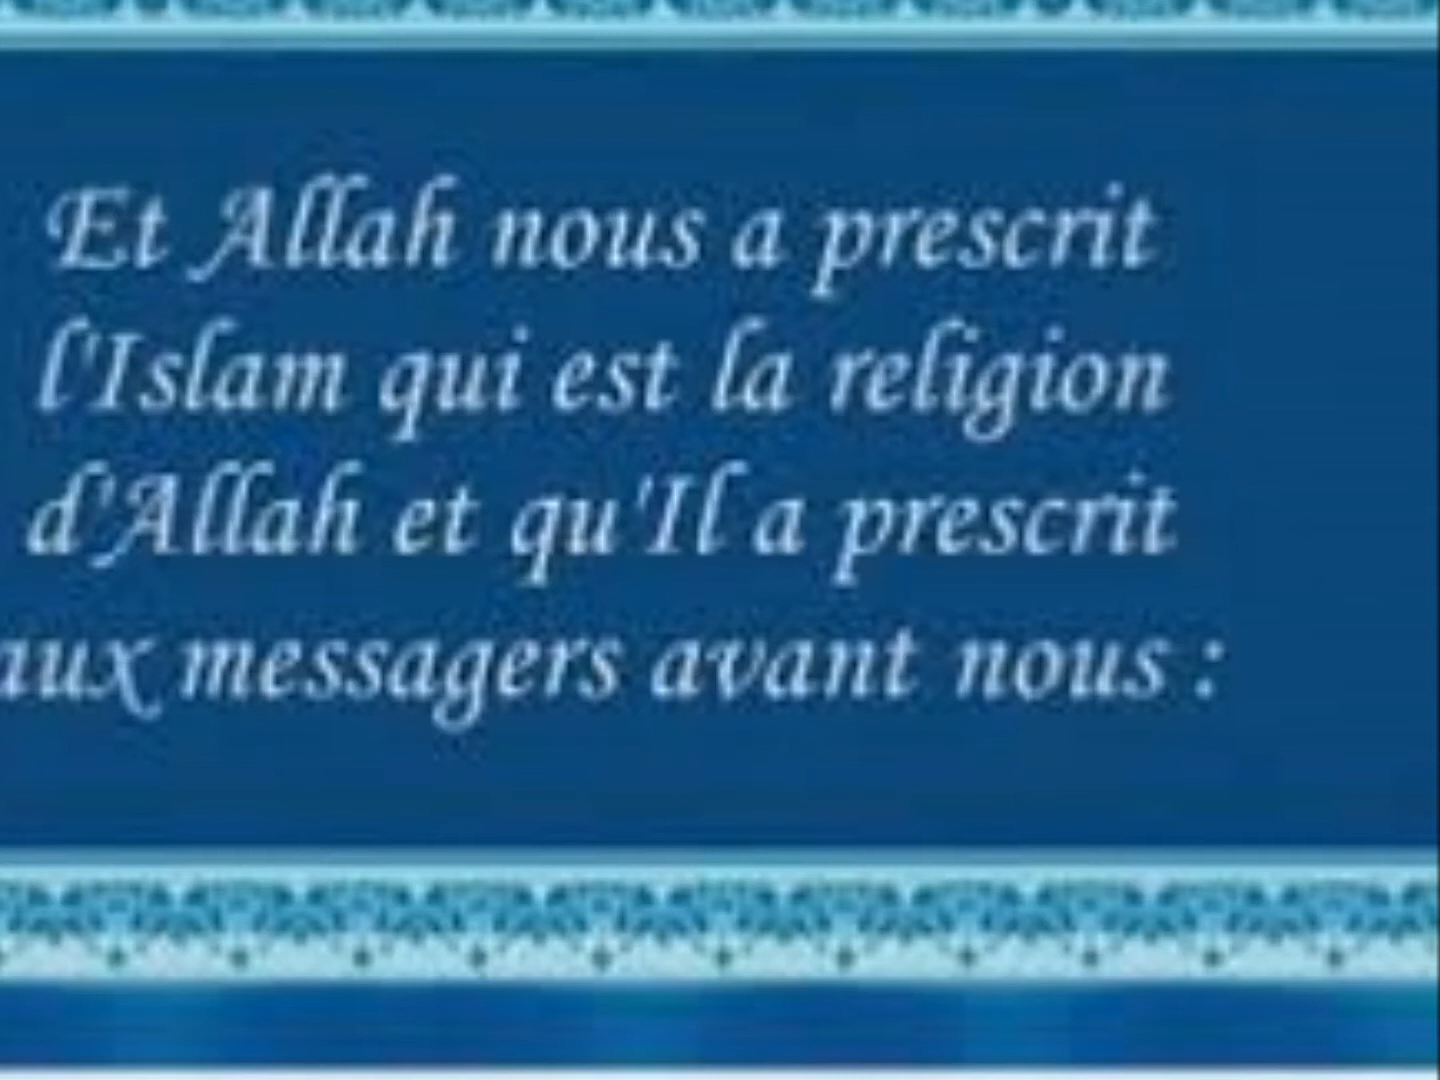 Et Allah nous a prescrit
l'Islam qui est la religion
d'Allah et qu'Il a prescrit
aux messagers avant nous :